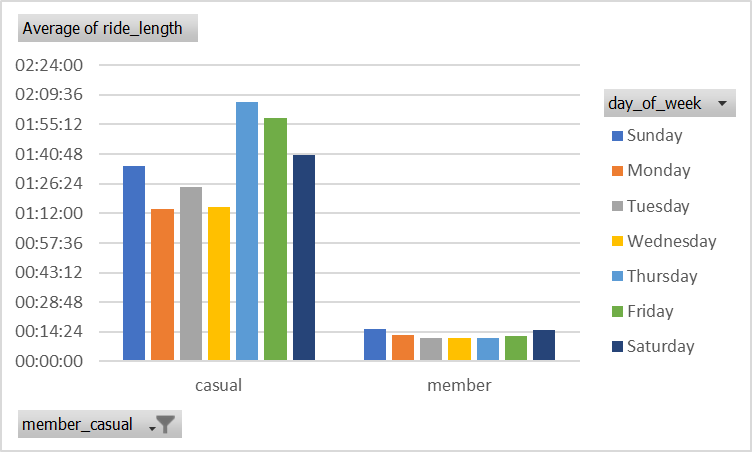 Average of ride_length
02:24:00
02:09:36
01:55:12
01:40:48
01:26:24
01:12:00
00:57:36
00:43:12
00:28:48
00:14:24
00:00:00
casual
member
day_of_week
Sunday
Monday
Tuesday
Wednesday
Thursday
Friday
Saturday
member_casual